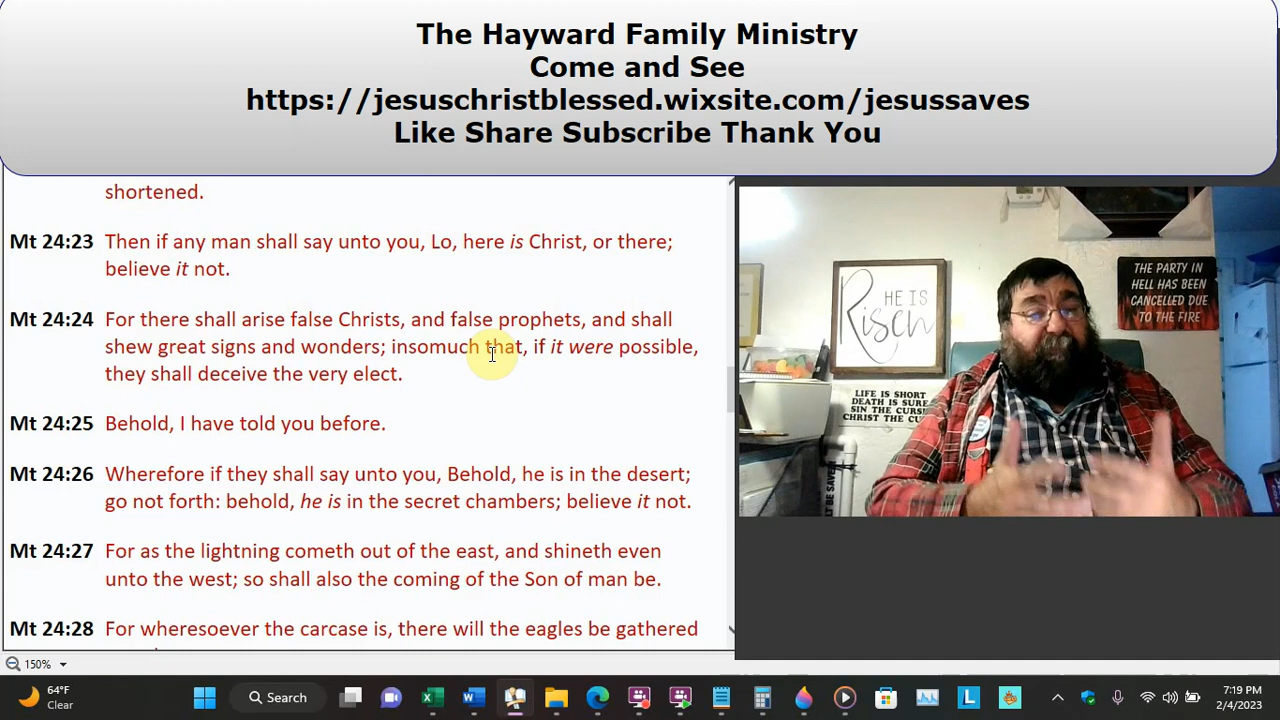 The Hayward Family Ministry
Come and See
https://jesuschristblessed.wixsite.com/jesussaves
Like Share Subscribe Thank You
shortened.
Mt 24:23 Then if any man shall say unto you, Lo, here is Christ, or there;
believe it not.
Mt 24:24 For there shall arise false Christs, and false prophets, and shall
shew great signs and wonders; insomuch that, if it were possible,
they shall deceive the very elect.
Mt 24:25 Behold, I have told you before.
Mt 24:26 Wherefore if they shall say unto you, Behold, he is in the desert;
go not forth: behold, he is in the secret chambers; believe it not.
Mt 24:27 For as the lightning cometh out of the east, and shineth even
unto the west; so shall also the coming of the Son of man be.
Mt 24:28 For wheresoever the carcase is, there will the eagles be gathered
HE IS
Risen
THE PARTY IN
HELL HAS BEEN
CANCELLED DUE
TO THE FIRE
LIFE IS SHORT
DEATH IS SURE
SIN THE CURSE
CHRIST THE CU
BE SAVE
150%
64°F
Clear
Search
7:19 PM
2/4/2023